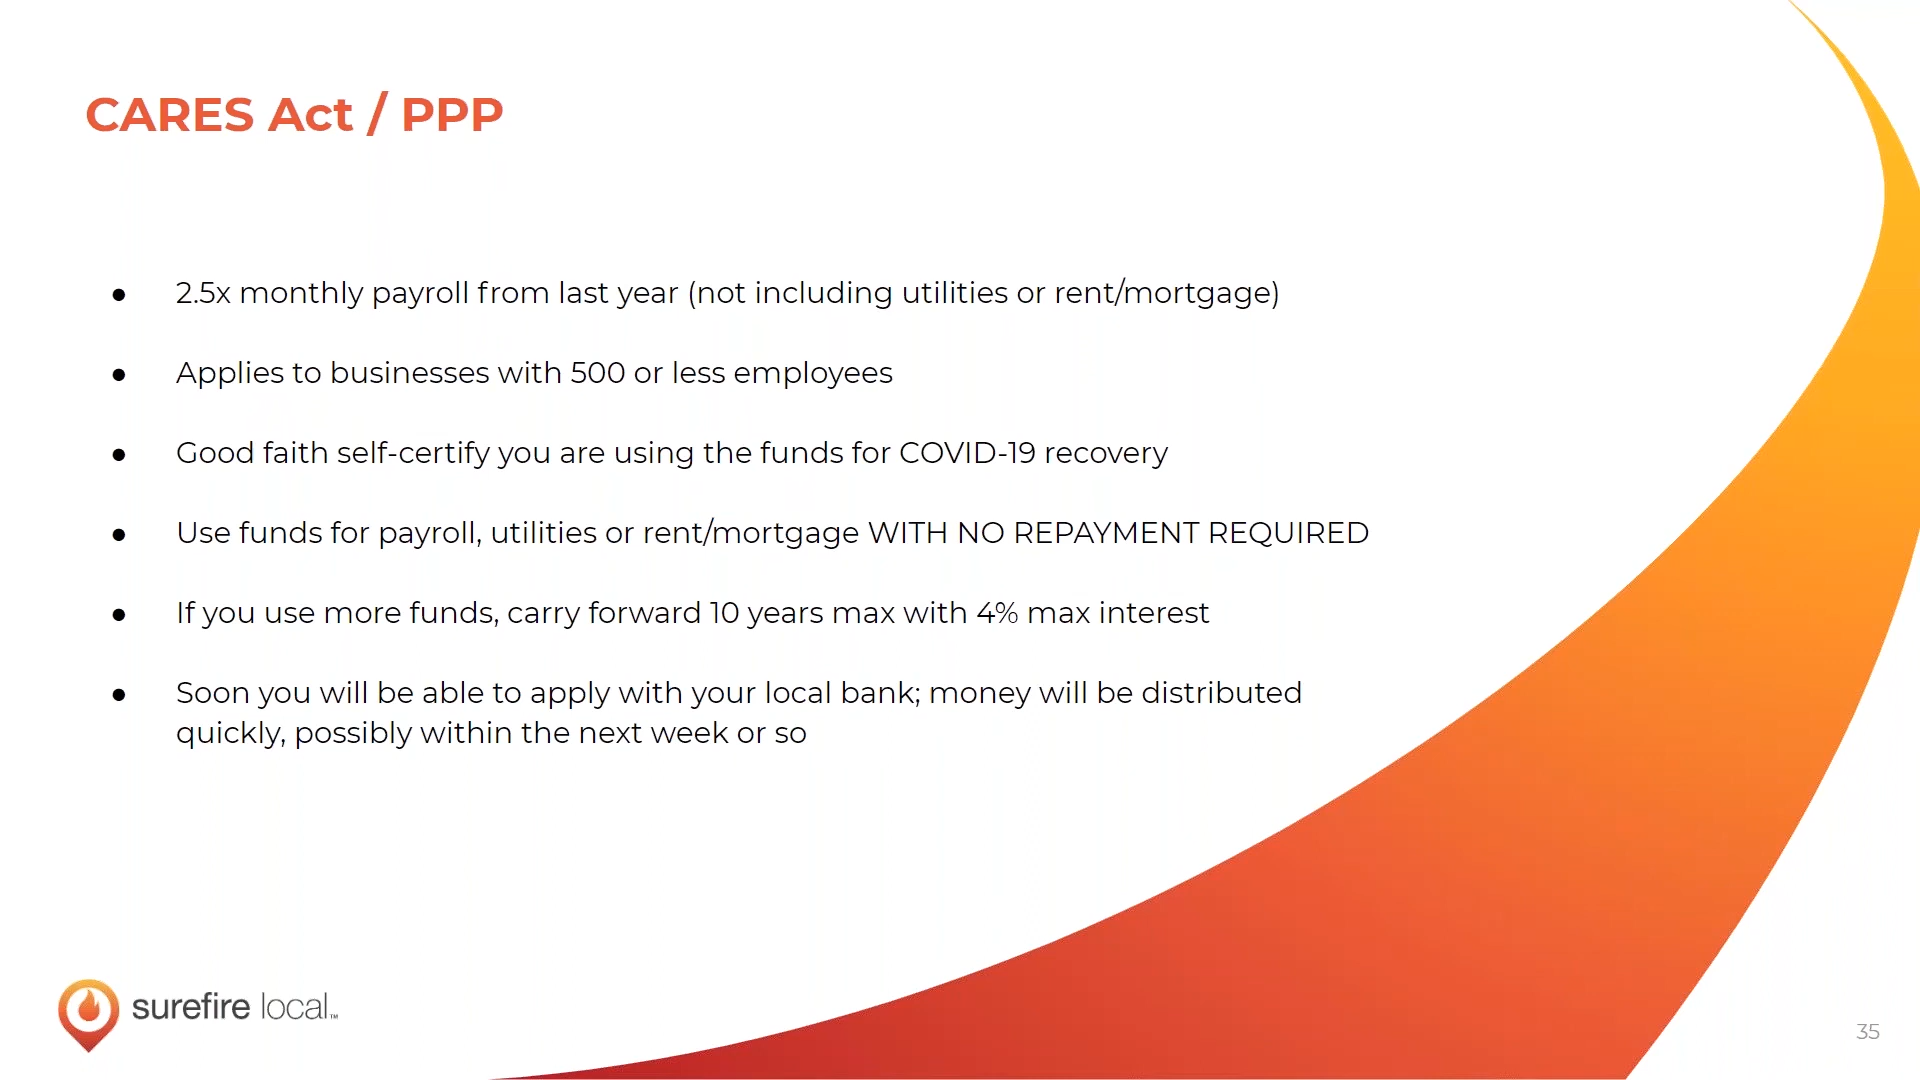 CARES Act / PPP
● 2.5x monthly payroll from last year (not including utilities or rent/mortgage)
● Applies to businesses with 500 or less employees
● Good faith self-certify you are using the funds for COVID-19 recovery
● Use funds for payroll, utilities or rent/mortgage WITH NO REPAYMENT REQUIRED
● If you use more funds, carry forward 10 years max with 4% max interest
● Soon you will be able to apply with your local bank; money will be distributed
quickly, possibly within the next week or so
surefire local™
35